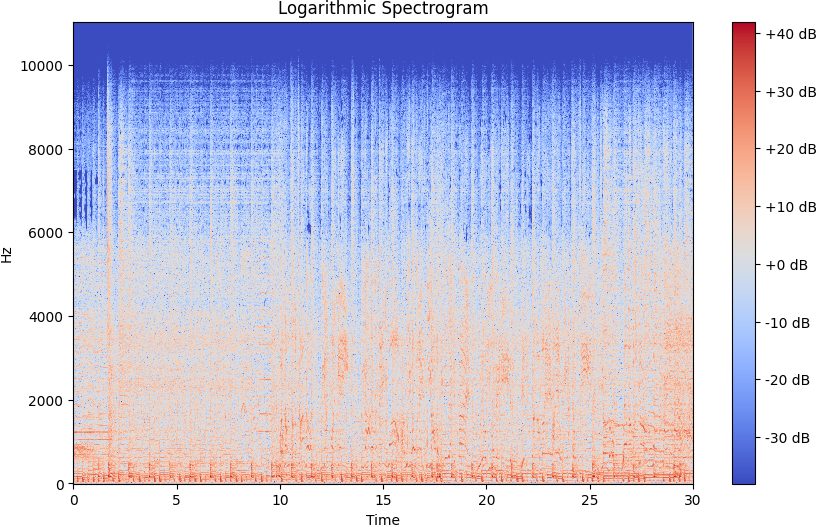 Logarithmic Spectrogram
Hz
10000
8000
6000
4000
2000
0
0 5 10 15 20 25 30
Time
+40 dB
+30 dB
+20 dB
+10 dB
+0 dB
-10 dB
-20 dB
-30 dB